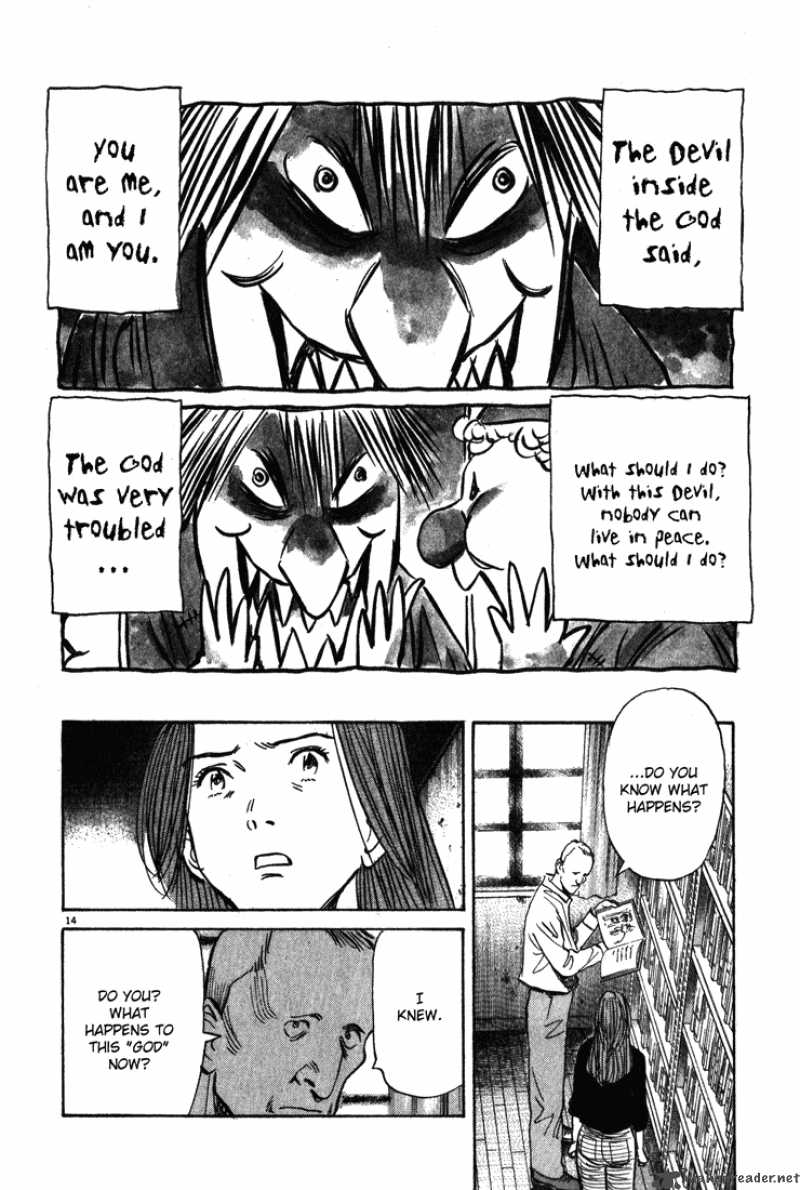 The Devil
inside
the God
said,
you
are me,
and I
am you.
What should I do?
With this Devil,
nobody can
live in peace.
What should I do?
The God
was very
troubled
...
...DO YOU
KNOW WHAT
HAPPENS?
14
I
KNEW.
DO YOU?
WHAT
HAPPENS TO
THIS "GOD"
NOW?